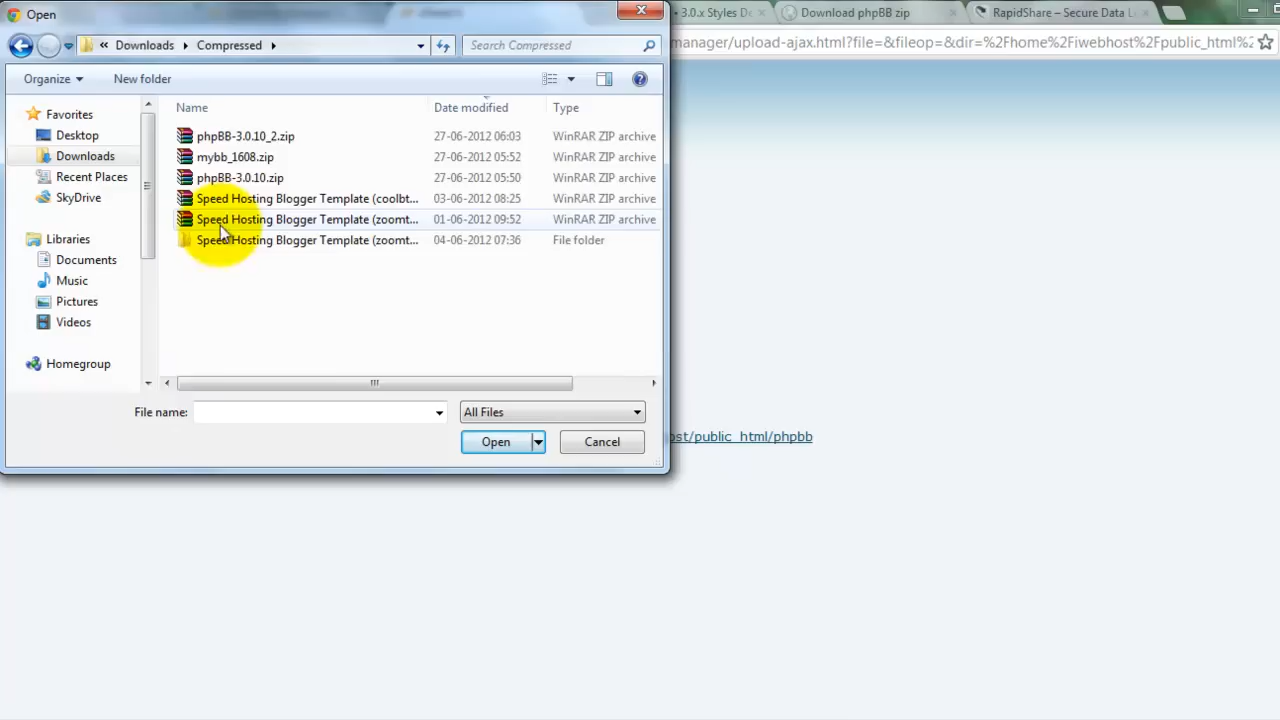 Open
3.0.x Styles De
Download phpBB zip
RapidShare – Secure Data L
« Downloads Compressed
Search Compressed
manager/upload-ajax.html?file=&fileop=&dir=%2Fhome%2Fiwebhost%2Fpublic_html%2
Organize New folder
Favorites
Desktop
Downloads
Recent Places
SkyDrive
Libraries
Documents
Music
Pictures
Videos
Homegroup
Name Date modified Type
phpBB-3.0.10_2.zip 27-06-2012 06:03 WinRAR ZIP archive
mybb_1608.zip 27-06-2012 05:52 WinRAR ZIP archive
phpBB-3.0.10.zip 27-06-2012 05:50 WinRAR ZIP archive
Speed Hosting Blogger Template (coolbt... 03-06-2012 08:25 WinRAR ZIP archive
Speed Hosting Blogger Template (zoomt... 01-06-2012 09:52 WinRAR ZIP archive
Speed Hosting Blogger Template (zoomt... 04-06-2012 07:36 File folder
File name: All Files
Open Cancel
ost/public_html/phpbb